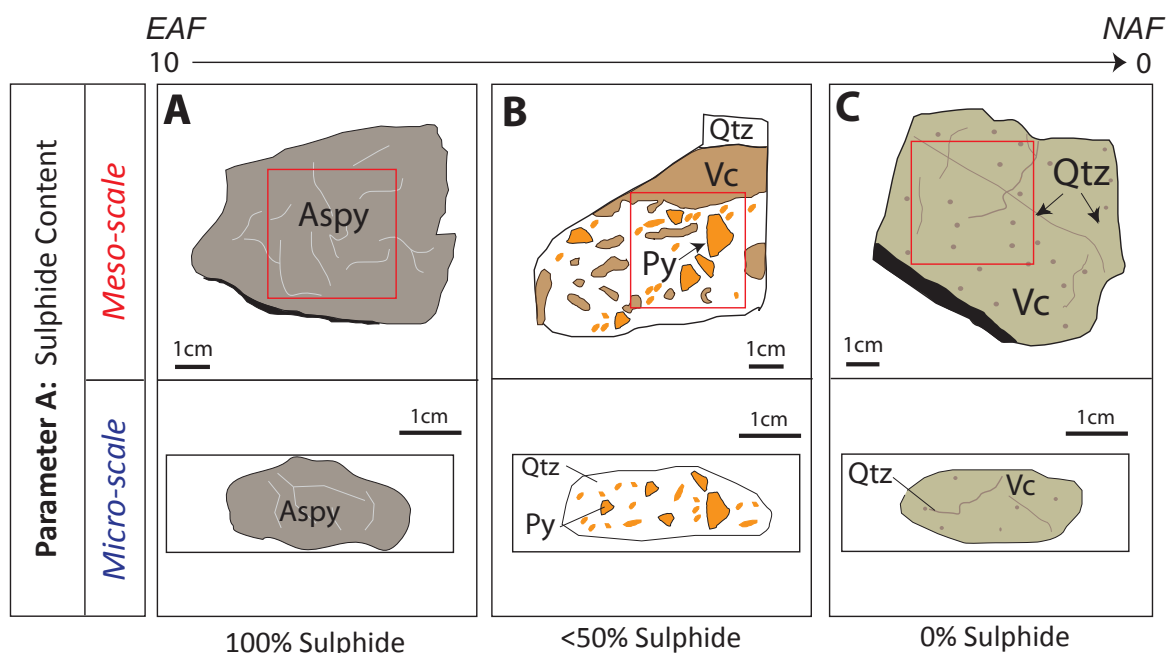 EAF
NAF
10
0
Parameter A: Sulphide Content
Meso-scale
Micro-scale
A
Aspy
1cm
B
Qtz
Vc
Py
1cm
C
Qtz
Vc
1cm
1cm
Aspy
1cm
Qtz
Py
1cm
Qtz
Vc
100% Sulphide
<50% Sulphide
0% Sulphide